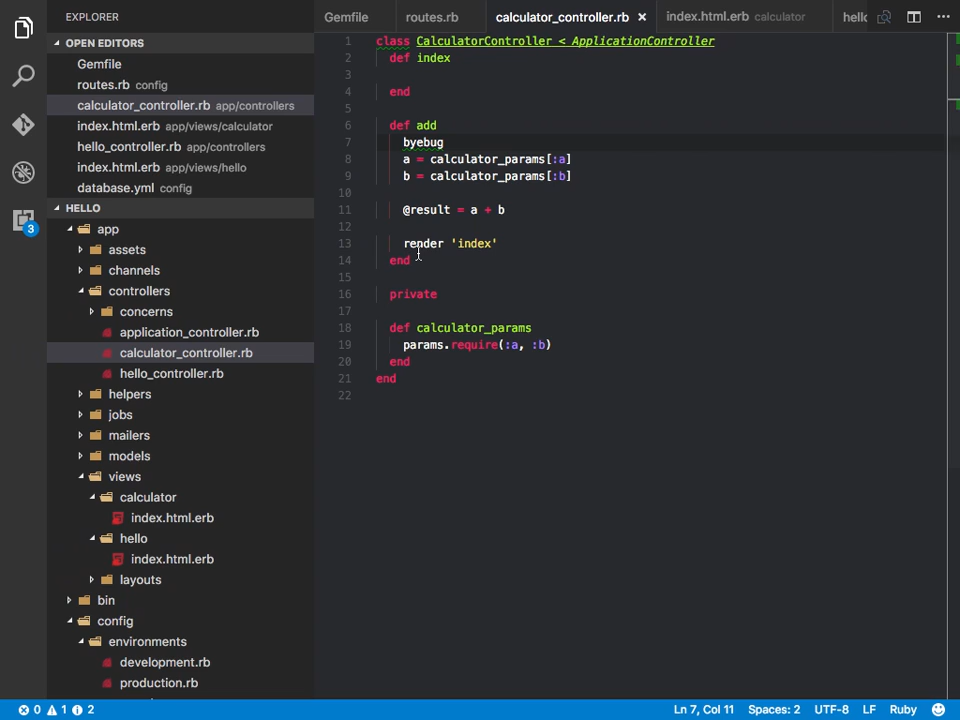 EXPLORER
OPEN EDITORS
Gemfile
routes.rb config
calculator_controller.rb app/controllers
index.html.erb app/views/calculator
hello_controller.rb app/controllers
index.html.erb app/views/hello
database.yml config
HELLO
app
assets
channels
controllers
concerns
application_controller.rb
calculator_controller.rb
hello_controller.rb
helpers
jobs
mailers
models
views
calculator
index.html.erb
hello
index.html.erb
layouts
bin
config
environments
development.rb
production.rb
3
Gemfile routes.rb calculator_controller.rb × index.html.erb calculator hello
1 class CalculatorController < ApplicationController
2 def index
3
4 end
5
6 def add
7 byebug
8 a = calculator_params[:a]
9 b = calculator_params[:b]
10
11 @result = a + b
12
13 render 'index'
14 end
15
16 private
17
18 def calculator_params
19 params.require(:a, :b)
20 end
21 end
22
0 1 2 Ln 7, Col 11 Spaces: 2 UTF-8 LF Ruby